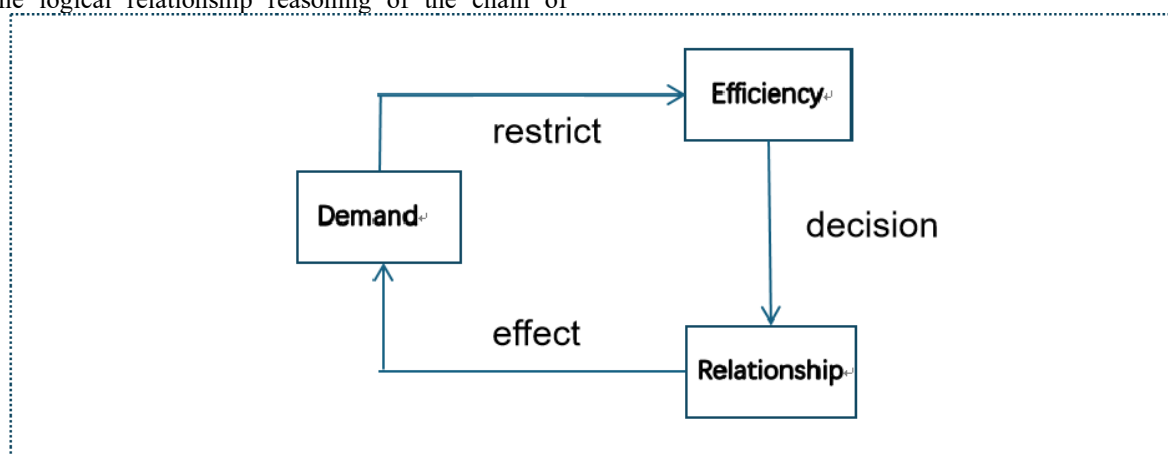 the logical relationship reasoning of the chain of
Efficiency
restrict
Demand
decision
effect
Relationship